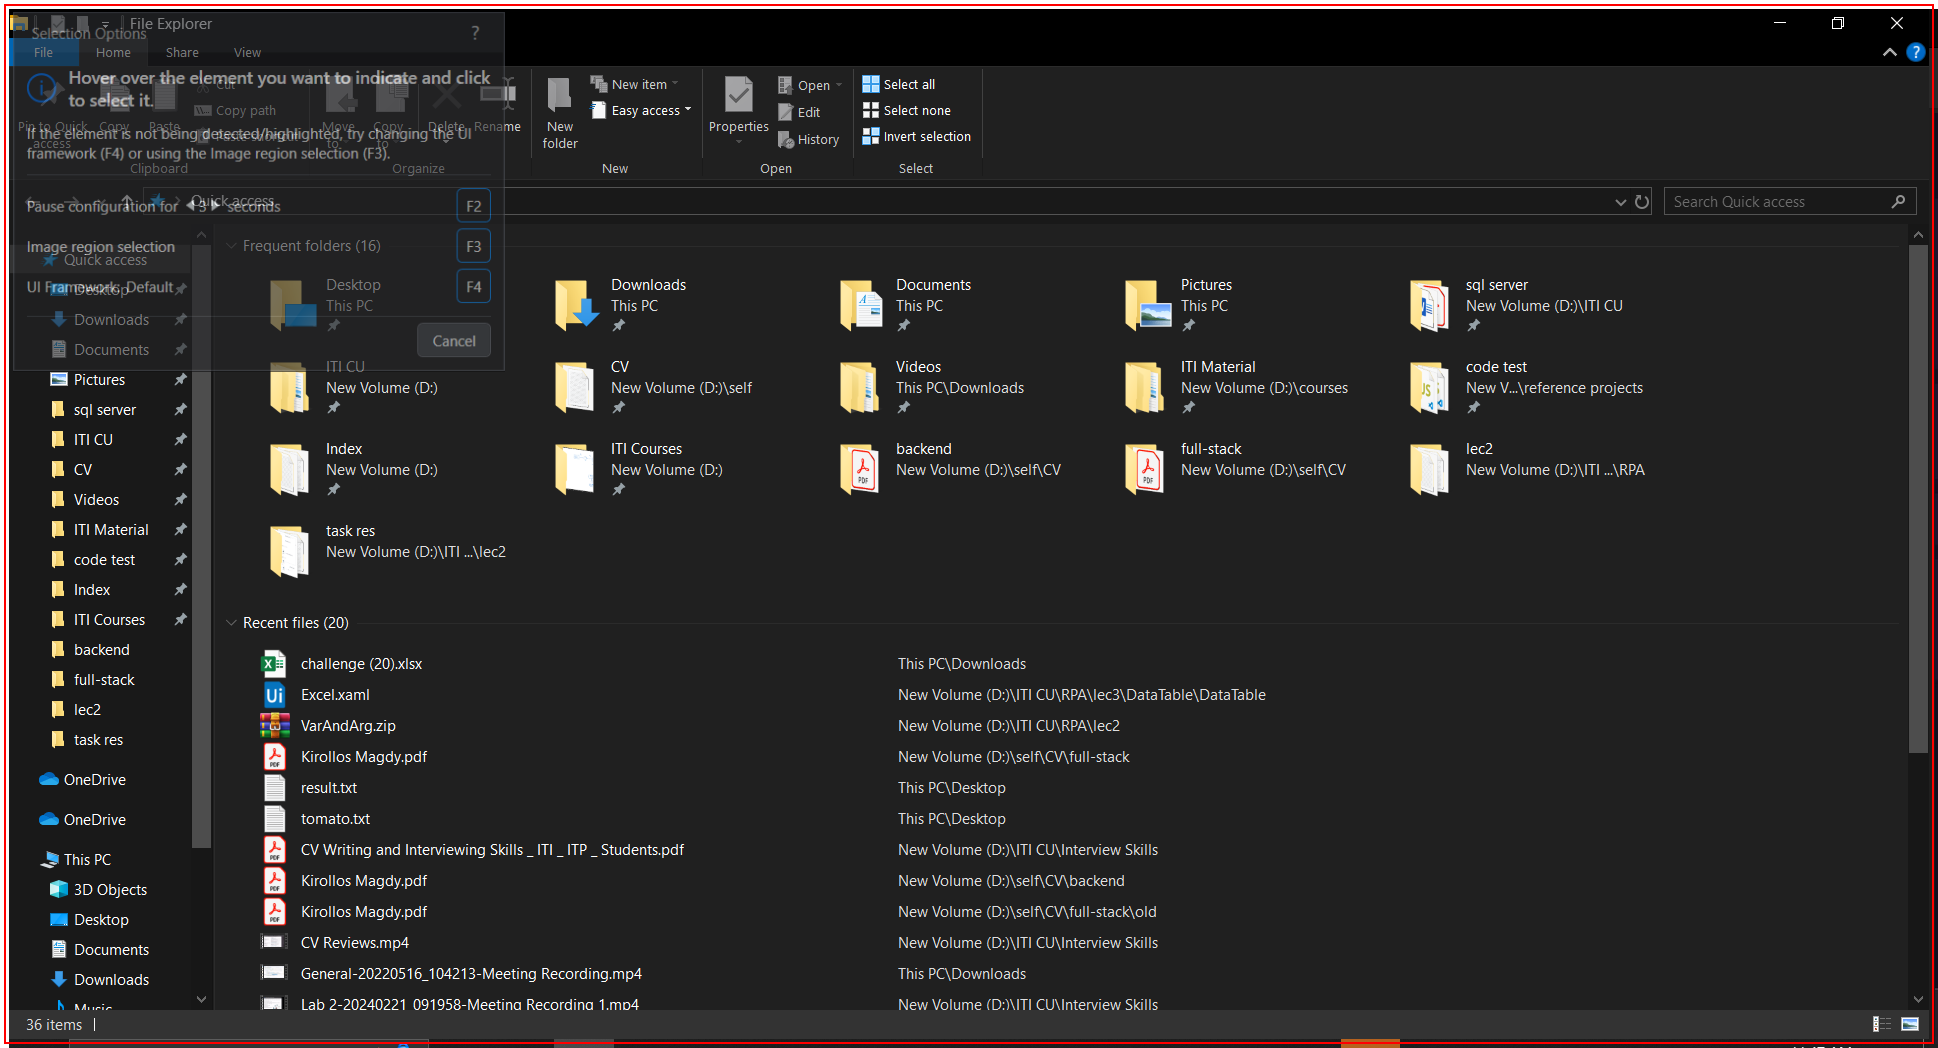 File Explorer
Selection Options
?
File
Home
Share
View
?
Hover over the element you want to indicate and click
to select it.
If the element is not being detected/highlighted, try changing the UI
framework (F4) or using the Image region selection (F3).
Pause configuration for 3 seconds
F2
Image region selection
F3
UI Framework: Default
F4
Cancel
Pin to Quick
access
Copy
Paste
Cut
Copy path
Clipboard
Move
to
Copy
to
Delete
Rename
Organize
New
folder
New item
Easy access
New
Properties
Open
Edit
History
Open
Select all
Select none
Invert selection
Select
Quick access
Search Quick access
Quick access
Desktop
Downloads
Documents
Pictures
sql server
ITI CU
CV
Videos
ITI Material
code test
Index
ITI Courses
backend
full-stack
lec2
task res
OneDrive
OneDrive
This PC
3D Objects
Desktop
Documents
Downloads
Music
Frequent folders (16)
Desktop
This PC
Downloads
This PC
Documents
This PC
Pictures
This PC
sql server
New Volume (D:)\ITI CU
ITI CU
New Volume (D:)
CV
New Volume (D:)\self
Videos
This PC\Downloads
ITI Material
New Volume (D:)\courses
code test
New V...\reference projects
Index
New Volume (D:)
ITI Courses
New Volume (D:)
backend
New Volume (D:)\self\CV
full-stack
New Volume (D:)\self\CV
lec2
New Volume (D:)\ITI ...\RPA
task res
New Volume (D:)\ITI ...\lec2
Recent files (20)
challenge (20).xlsx This PC\Downloads
Excel.xaml New Volume (D:)\ITI CU\RPA\lec3\DataTable\DataTable
VarAndArg.zip New Volume (D:)\ITI CU\RPA\lec2
Kirollos Magdy.pdf New Volume (D:)\self\CV\full-stack
result.txt This PC\Desktop
tomato.txt This PC\Desktop
CV Writing and Interviewing Skills _ ITI _ ITP _ Students.pdf New Volume (D:)\ITI CU\Interview Skills
Kirollos Magdy.pdf New Volume (D:)\self\CV\backend
Kirollos Magdy.pdf New Volume (D:)\self\CV\full-stack\old
CV Reviews.mp4 New Volume (D:)\ITI CU\Interview Skills
General-20220516_104213-Meeting Recording.mp4 This PC\Downloads
Lab 2-20240221_091958-Meeting Recording 1.mp4 New Volume (D:)\ITI CU\Interview Skills
36 items